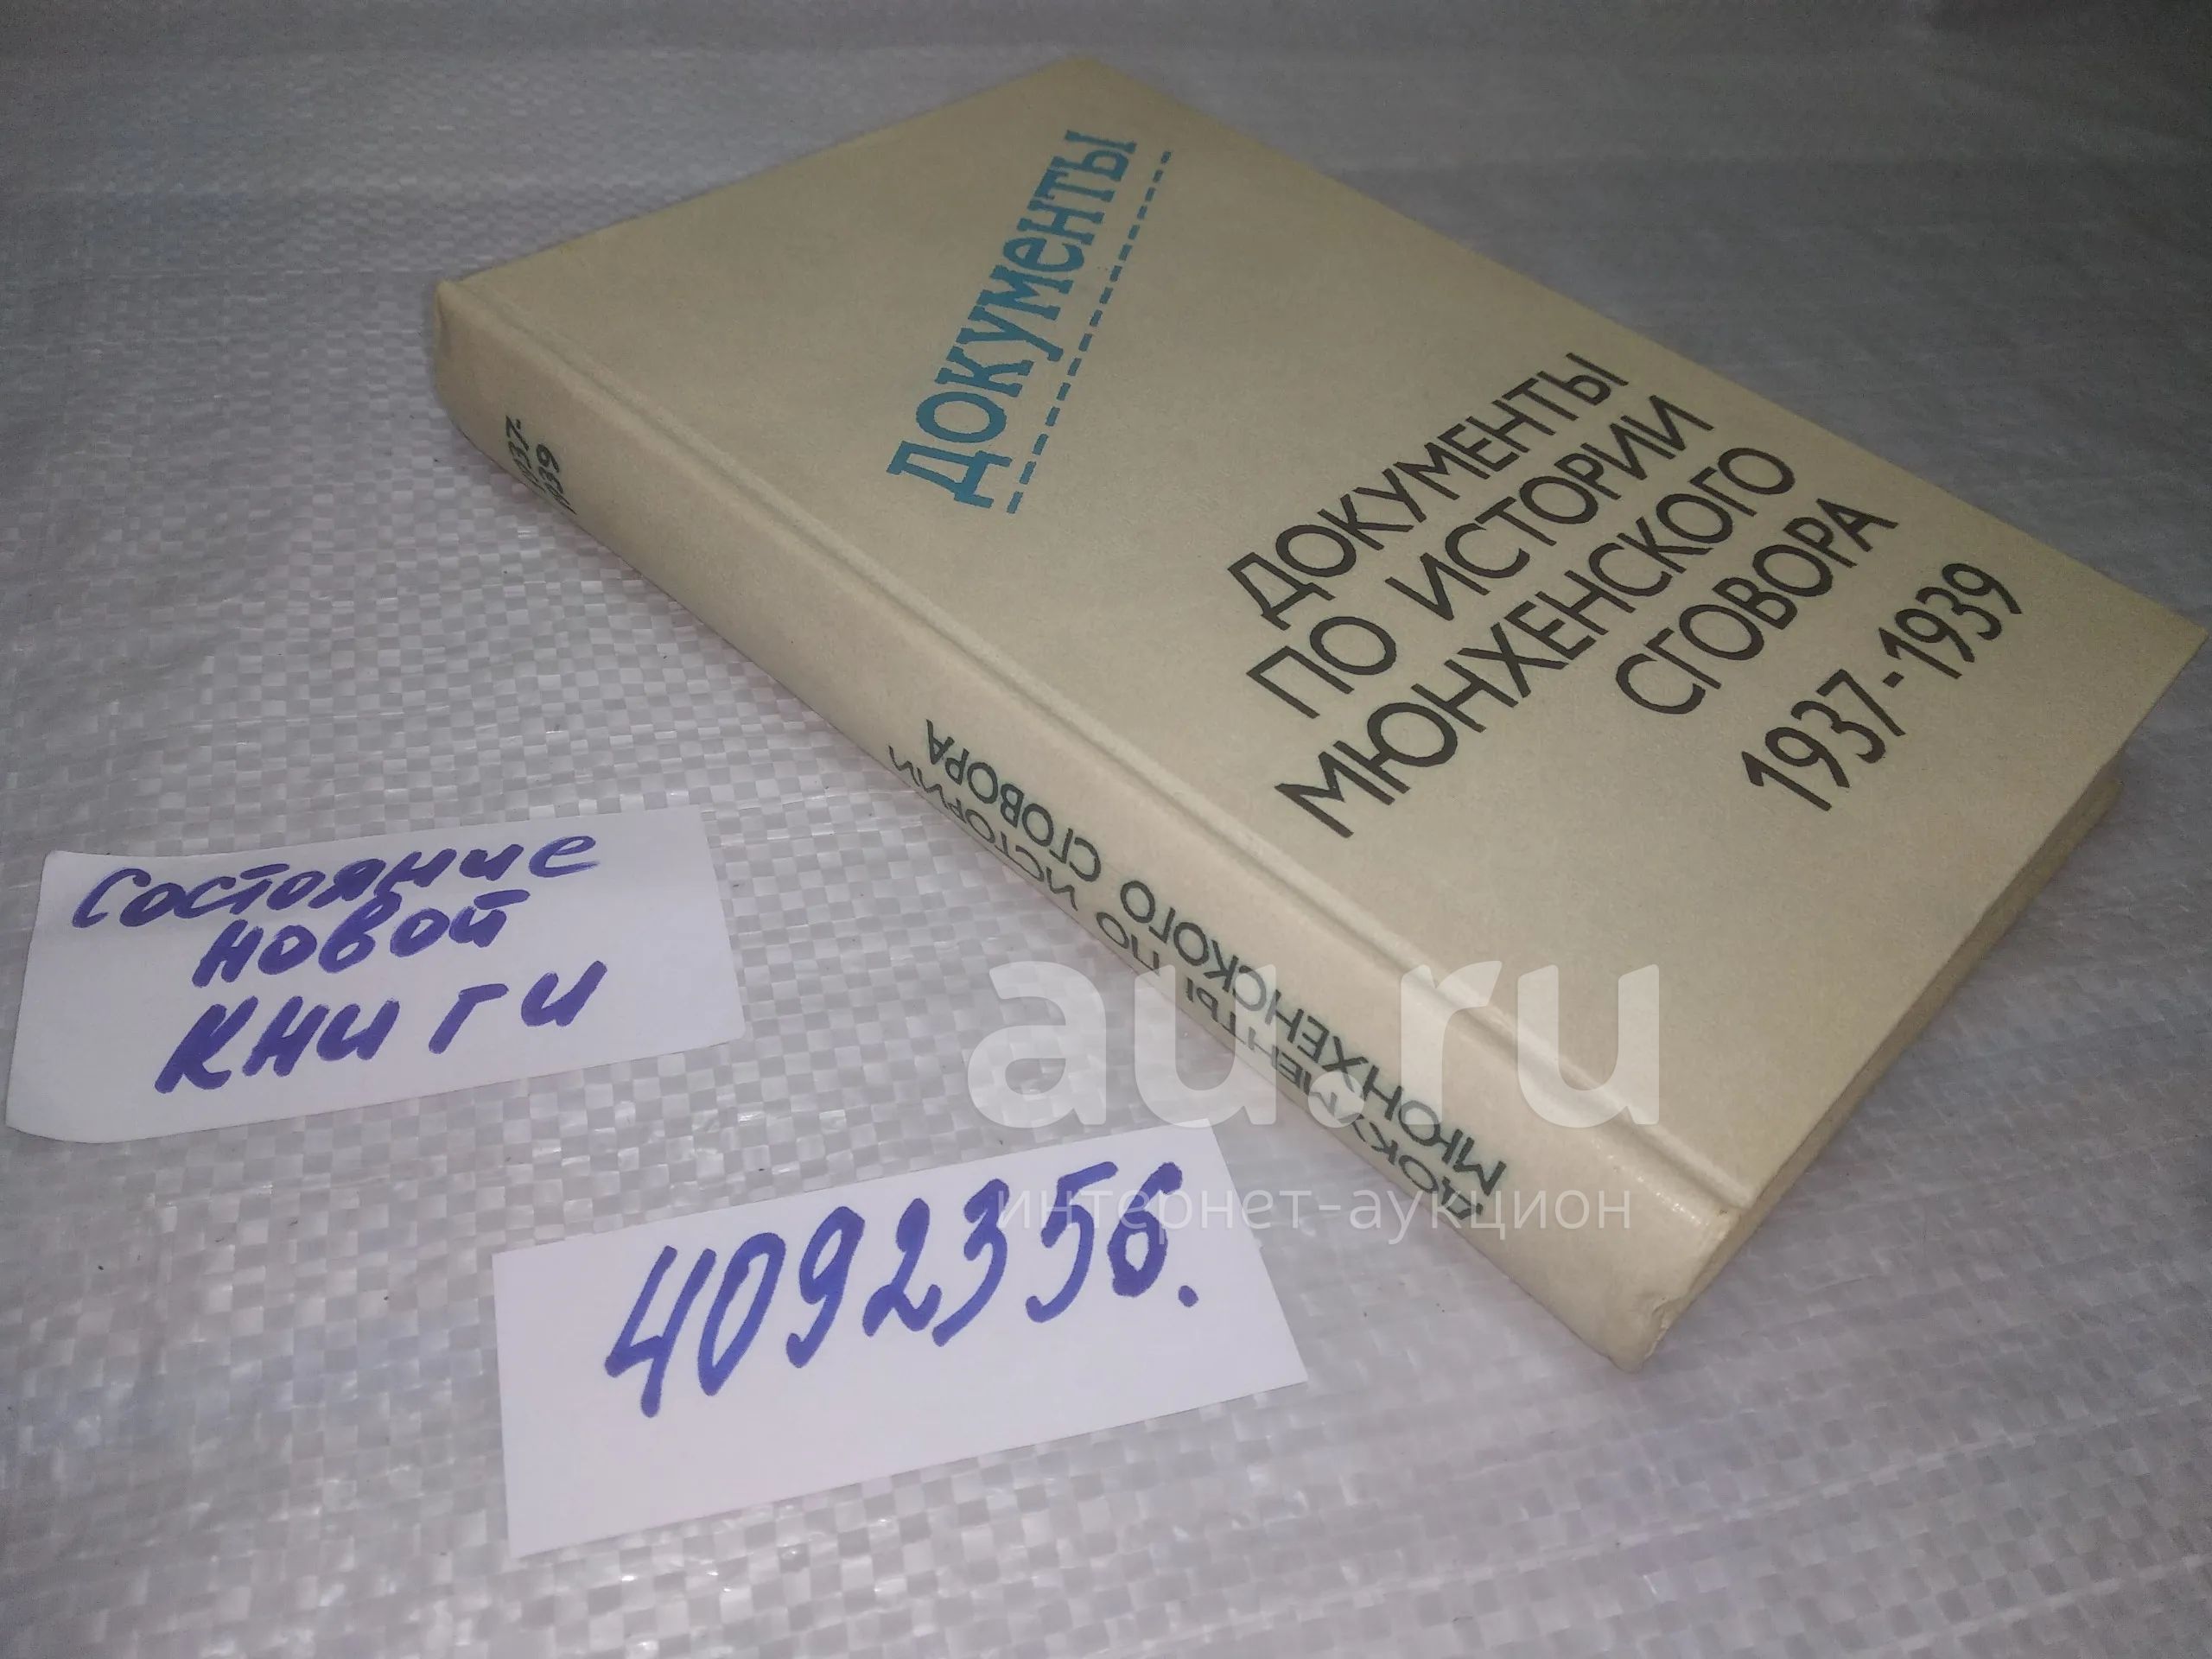 Документы
ДОКУМЕНТЫ
ПО ИСТОРИИ
МЮНХЕНСКОГО
СГОВОРА
1937-1939
1937-
1939
ДОКУМЕНТЫ ПО ИСТОРИИ
МЮНХЕНСКОГО СГОВОРА
Состояние
новой
книги
4092356.
au.ru
интернет-аукцион